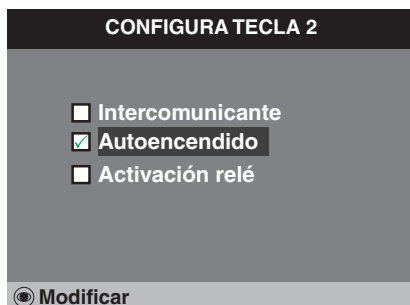 CONFIGURA TECLA 2
Intercomunicante
Autoencendido
Activación relé
Modificar